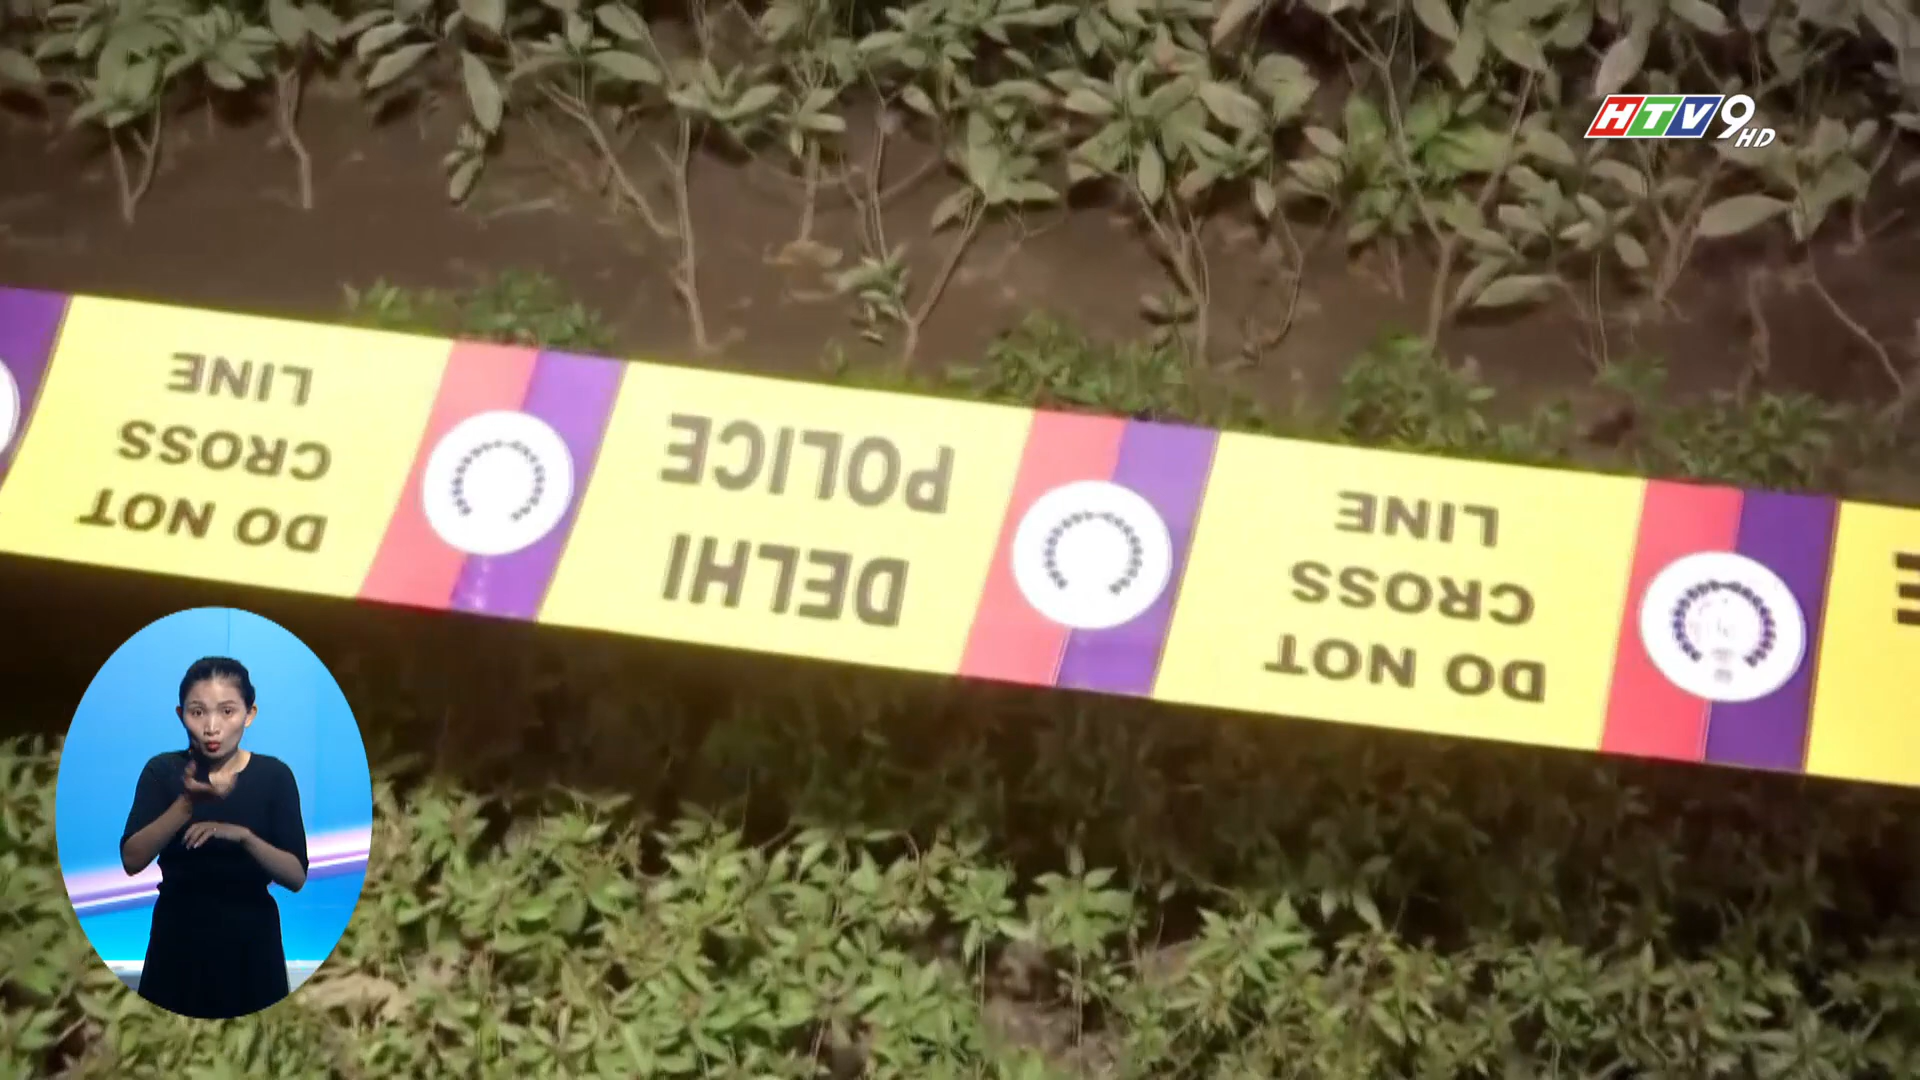 HTV9 HD
DO NOT
CROSS
LINE
DELHI
POLICE
DO NOT
CROSS
LINE